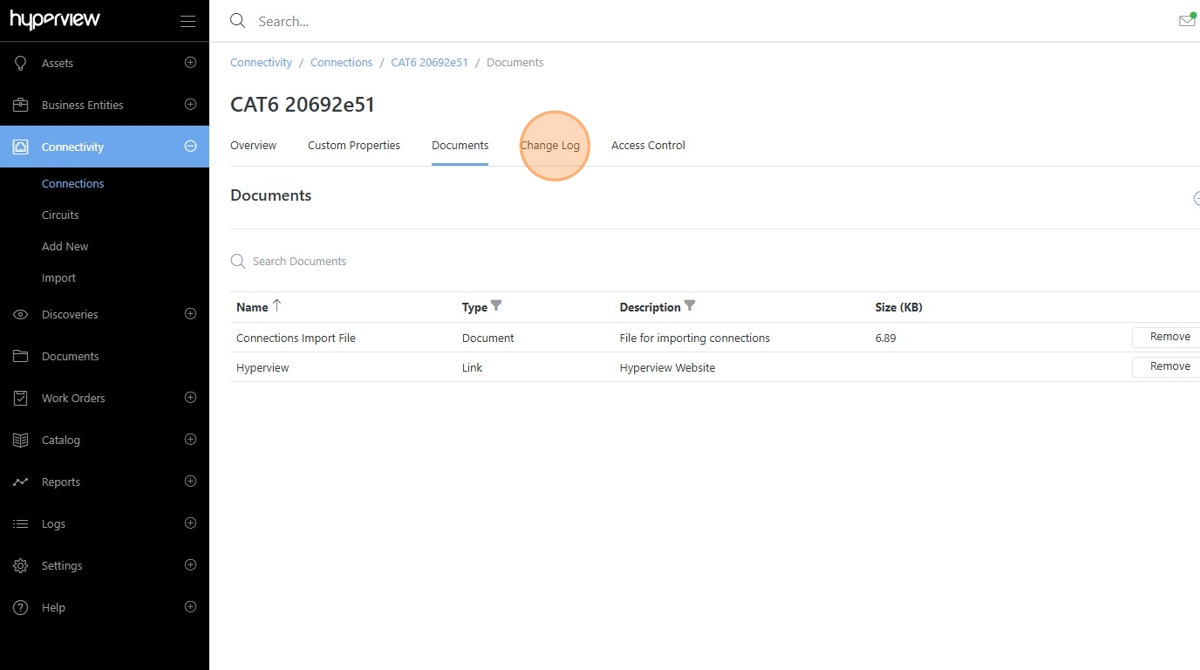 hyperview
Search...
Assets
Business Entities
Connectivity
Connections
Circuits
Add New
Import
Discoveries
Documents
Work Orders
Catalog
Reports
Logs
Settings
Help
Connectivity / Connections / CAT6 20692e51 / Documents
CAT6 20692e51
Overview Custom Properties Documents Change Log Access Control
Documents
Search Documents
Name Type Description Size (KB)
Connections Import File Document File for importing connections 6.89 Remove
Hyperview Link Hyperview Website Remove